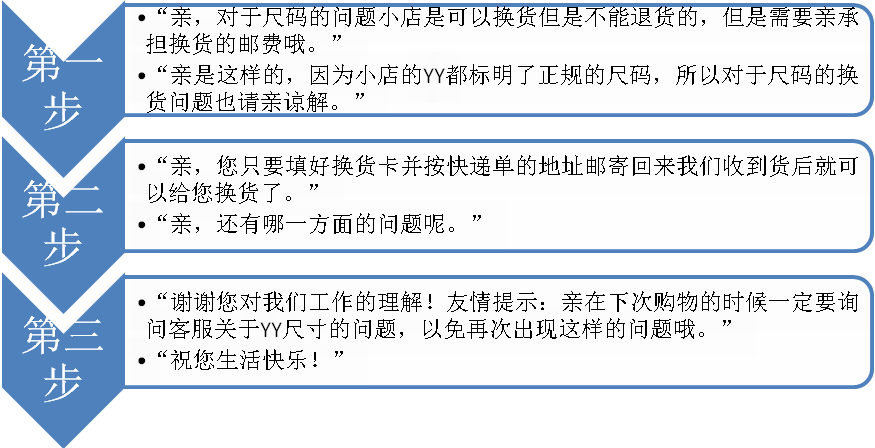 第一
步
•“亲，对于尺码的问题小店是可以换货但是不能退货的，但是需要亲承
担换货的邮费哦。”
•“亲是这样的，因为小店的YY都标明了正规的尺码，所以对于尺码的换
货问题也请亲谅解。”
第二
步
•“亲，您只要填好换货卡并按快递单的地址邮寄回来我们收到货后就可
以给您换货了。”
•“亲，还有哪一方面的问题呢。”
第三
步
•“谢谢您对我们工作的理解！友情提示：亲在下次购物的时候一定要询
问客服关于YY尺寸的问题，以免再次出现这样的问题哦。”
•“祝您生活快乐！”